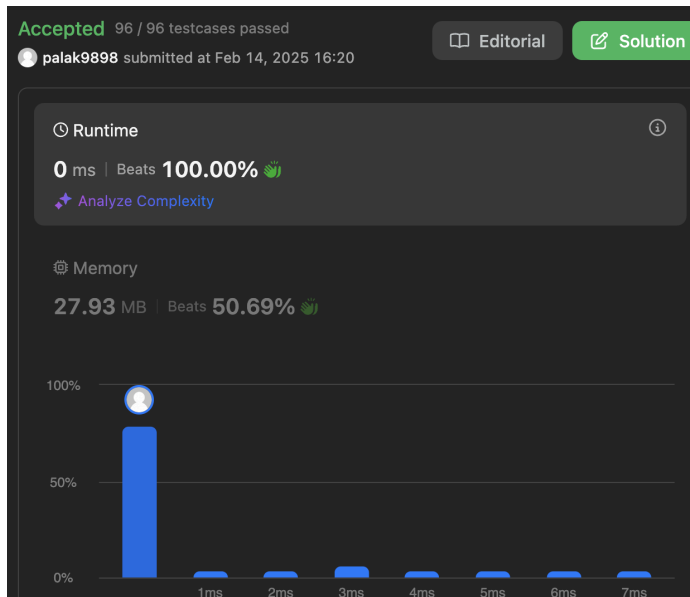 Accepted 96 / 96 testcases passed
Editorial
Solution
palak9898 submitted at Feb 14, 2025 16:20
Runtime
0 ms | Beats 100.00%
Analyze Complexity
Memory
27.93 MB | Beats 50.69%
100%
50%
0%
1ms 2ms 3ms 4ms 5ms 6ms 7ms